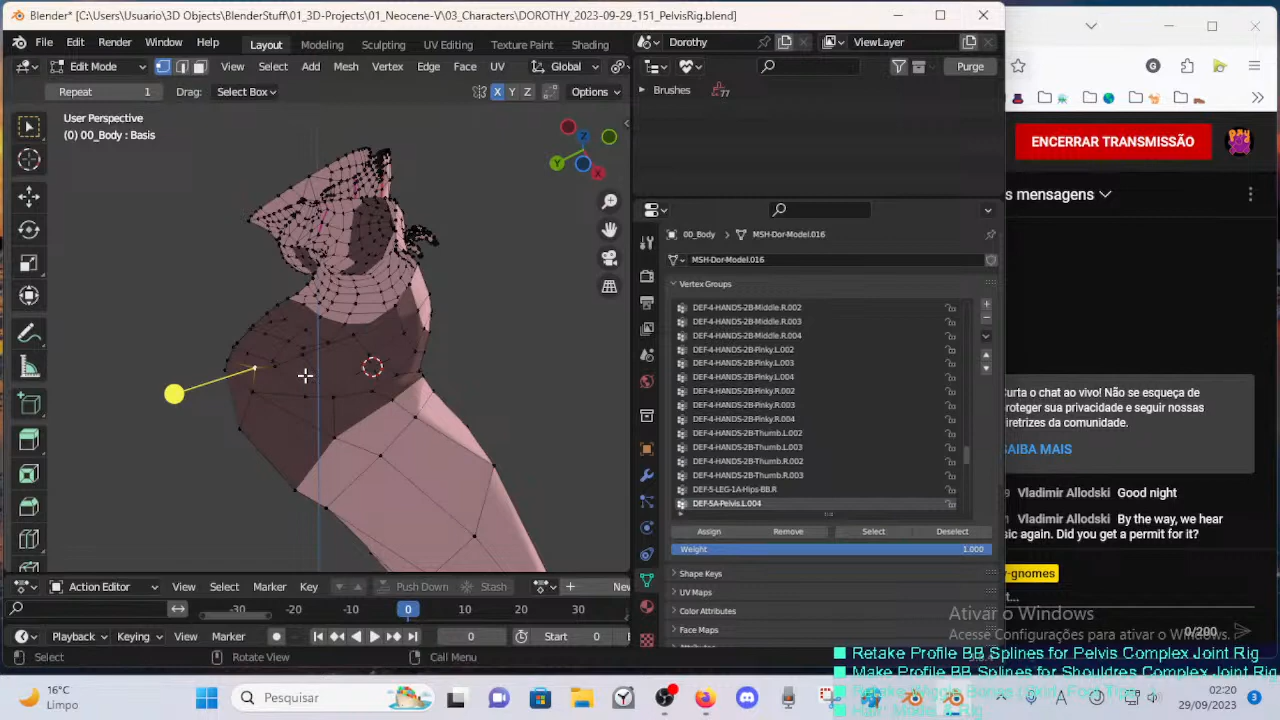 Blender* [C:\Users\Usuario\3D Objects\BlenderStuff\01_3D-Projects\01_Neocene-V\03_Characters\DOROTHY_2023-09-29_151_PelvisRig.blend]
File Edit Render Window Help Layout Modeling Sculpting UV Editing Texture Paint Shading
Dorothy ViewLayer
Edit Mode View Select Add Mesh Vertex Edge Face UV Global
Purge
Repeat 1 Drag: Select Box X Y Z Options
Brushes 77
User Perspective
(0) 00_Body : Basis
Z
Y
X
ENCERRAR TRANSMISSÃO
s mensagens
00_Body > MSH-Dor-Model.016
MSH-Dor-Model.016
Vertex Groups
DEF-4-HANDS-2B-Middle.R.002
DEF-4-HANDS-2B-Middle.R.003
DEF-4-HANDS-2B-Middle.R.004
DEF-4-HANDS-2B-Pinky.L.002
DEF-4-HANDS-2B-Pinky.L.003
DEF-4-HANDS-2B-Pinky.L.004
DEF-4-HANDS-2B-Pinky.R.002
DEF-4-HANDS-2B-Pinky.R.003
DEF-4-HANDS-2B-Pinky.R.004
DEF-4-HANDS-2B-Thumb.L.002
DEF-4-HANDS-2B-Thumb.L.003
DEF-4-HANDS-2B-Thumb.R.002
DEF-4-HANDS-2B-Thumb.R.003
DEF-5-LEG-1A-Hips-BB.R
DEF-5A-Pelvis.L.004
Assign Remove Select Deselect
Weight 1.000
Shape Keys
UV Maps
Color Attributes
Face Maps
urta o chat ao vivo! Não se esqueça de
roteger sua privacidade e seguir nossas
iretrizes da comunidade.
SAIBA MAIS
Vladimir Allodski Good night
Vladimir Allodski By the way, we hear
sic again. Did you get a permit for it?
y-gnomes
0/200
Action Editor View Select Marker Key Push Down Stash New
-30 -20 -10 0 10 20 30
Playback Keying View Marker 0 Start 0
Select Rotate View Call Menu
Ativar o Windows
Acesse Configurações para ativar o Windows.
Retake Profile BB Splines for Pelvis Complex Joint Rig
Make Profile BB Splines for Shouldres Complex Joint Rig
16°C
Limpo
Pesquisar
02:20
29/09/2023
3